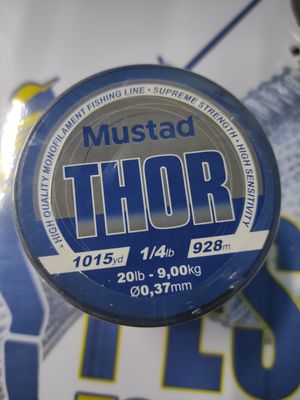 HIGH QUALITY MONOFILAMENT FISHING LINE · SUPREME STRENGTH · HIGH SENSITIVITY ·
Mustad
THOR
1015yd 1/4lb 928m
20lb - 9,00kg
Ø0,37mm